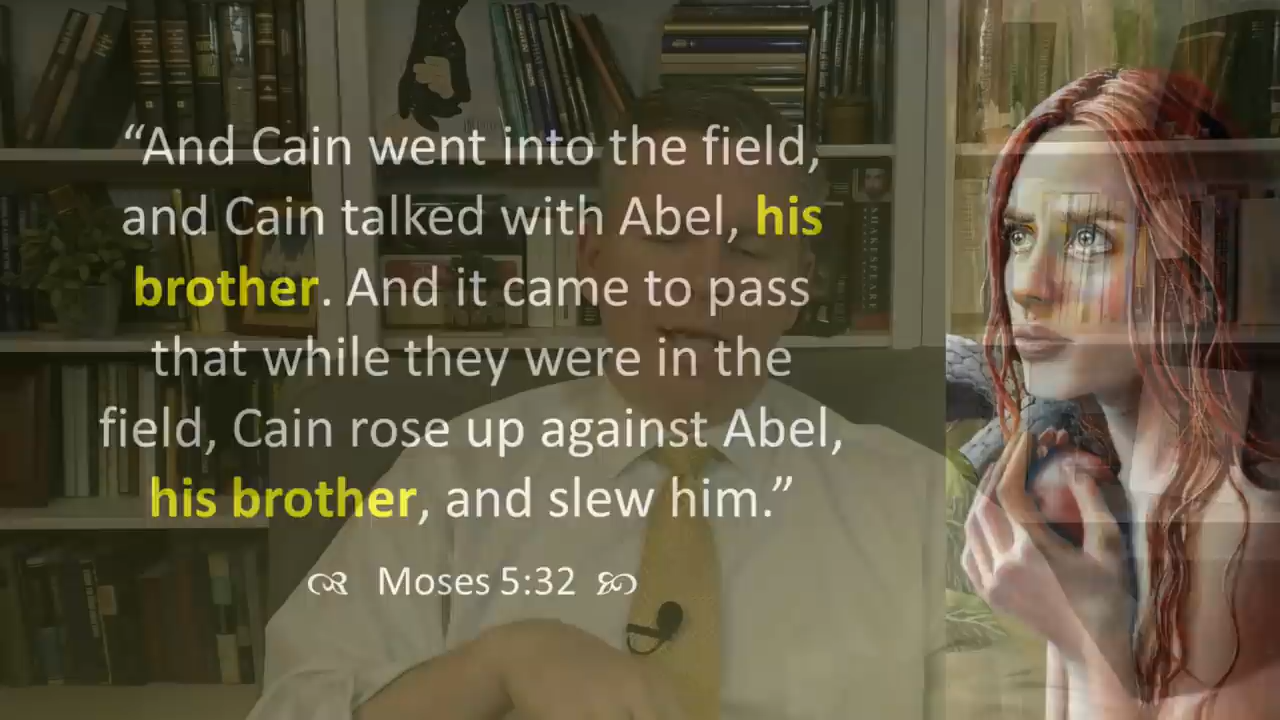 “And Cain went into the field,
and Cain talked with Abel, his
brother. And it came to pass
that while they were in the
field, Cain rose up against Abel,
his brother, and slew him.”
Moses 5:32
SHAKESPEARE